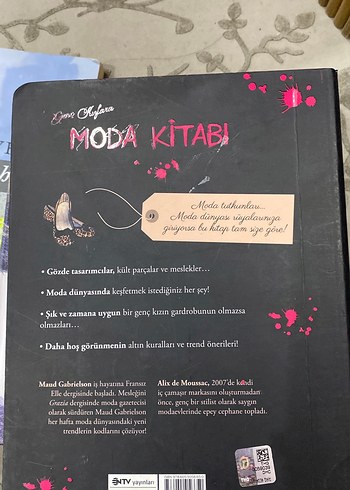 Genç Kızlara
MODA KİTABI
Moda tutkunları...
Moda dünyası rüyalarınıza
giriyorsa bu kitap tam size göre!
• Gözde tasarımcılar, kült parçalar ve meslekler...
• Moda dünyasında keşfetmek istediğiniz her şey!
• Şık ve zamana uygun bir genç kızın gardrobunun olmazsa
olmazları...
• Daha hoş görünmenin altın kuralları ve trend önerileri!
Maud Gabrielson iş hayatına Fransız
Elle dergisinde başladı. Mesleğini,
Grazia dergisinde moda gazetecisi
olarak sürdüren Maud Gabrielson
her hafta moda dünyasındaki yeni
trendlerin kodlarını çözüyor!
Alix de Moussac, 2007'de kendi
iç çamaşır markasını oluşturmadan
önce, genç bir stilist olarak saygın
modaevlerinde epey cephane topladı.
NTV yayınları